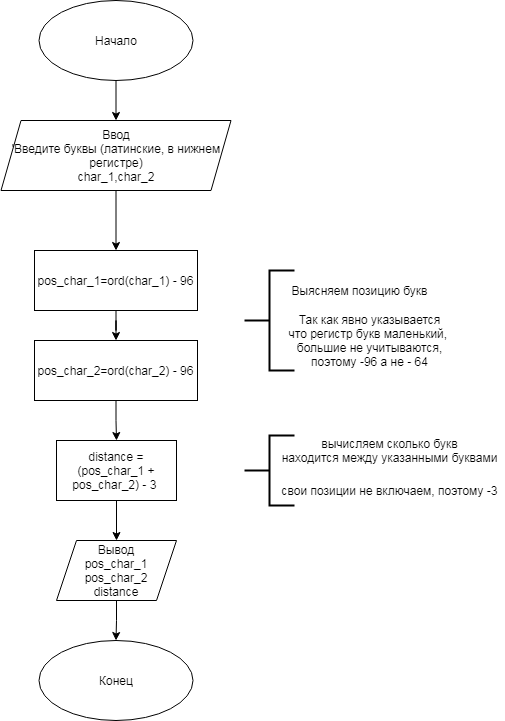 Начало
Ввод
'Введите буквы (латинские, в нижнем
регистре)
char_1,char_2
pos_char_1=ord(char_1) - 96
Выясняем позицию букв
Так как явно указывается
что регистр букв маленький,
большие не учитываются,
поэтому -96 а не - 64
pos_char_2=ord(char_2) - 96
distance =
(pos_char_1 +
pos_char_2) - 3
вычисляем сколько букв
находится между указанными буквами
свои позиции не включаем, поэтому -3
Вывод
pos_char_1
pos_char_2
distance
Конец